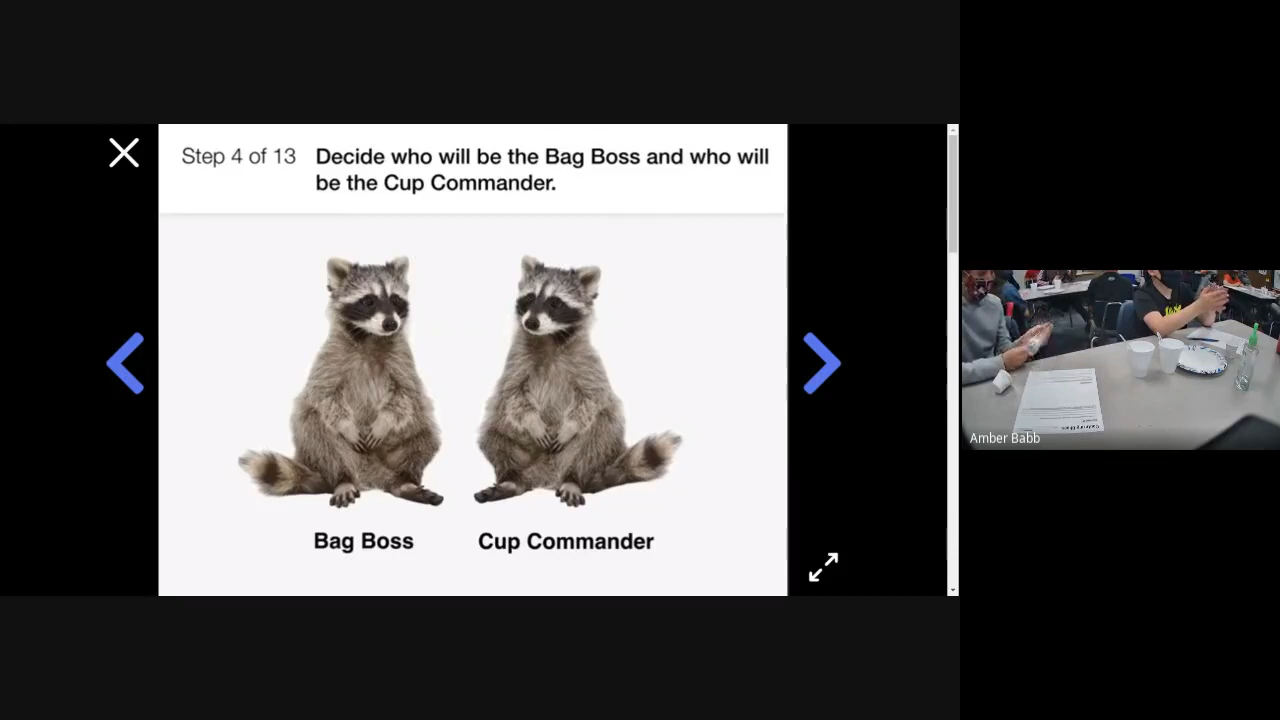 Step 4 of 13 Decide who will be the Bag Boss and who will
be the Cup Commander.
Bag Boss Cup Commander
Amber Babb